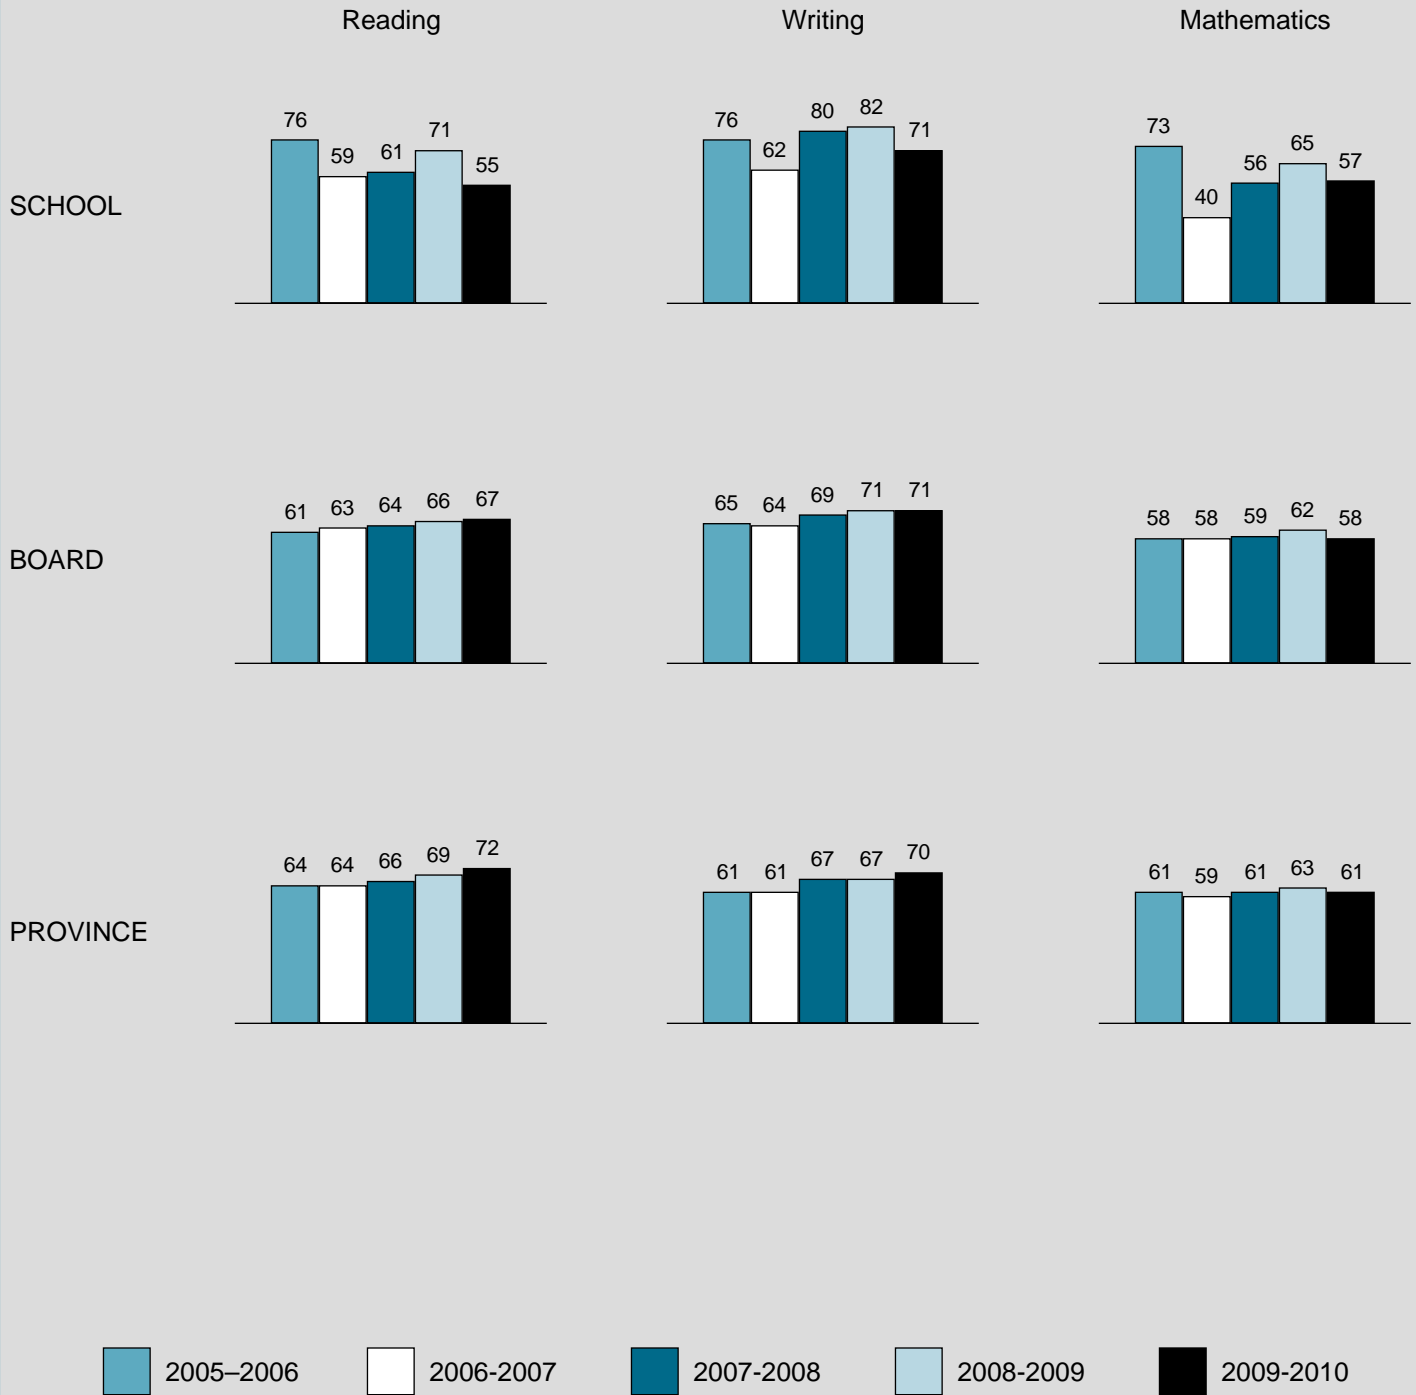 Reading Writing Mathematics
76 59 61 71 55 76 62 80 82 71 73 40 56 65 57
SCHOOL
61 63 64 66 67 65 64 69 71 71 58 58 59 62 58
BOARD
64 64 66 69 72 61 61 67 67 70 61 59 61 63 61
PROVINCE
2005–2006 2006-2007 2007-2008 2008-2009 2009-2010